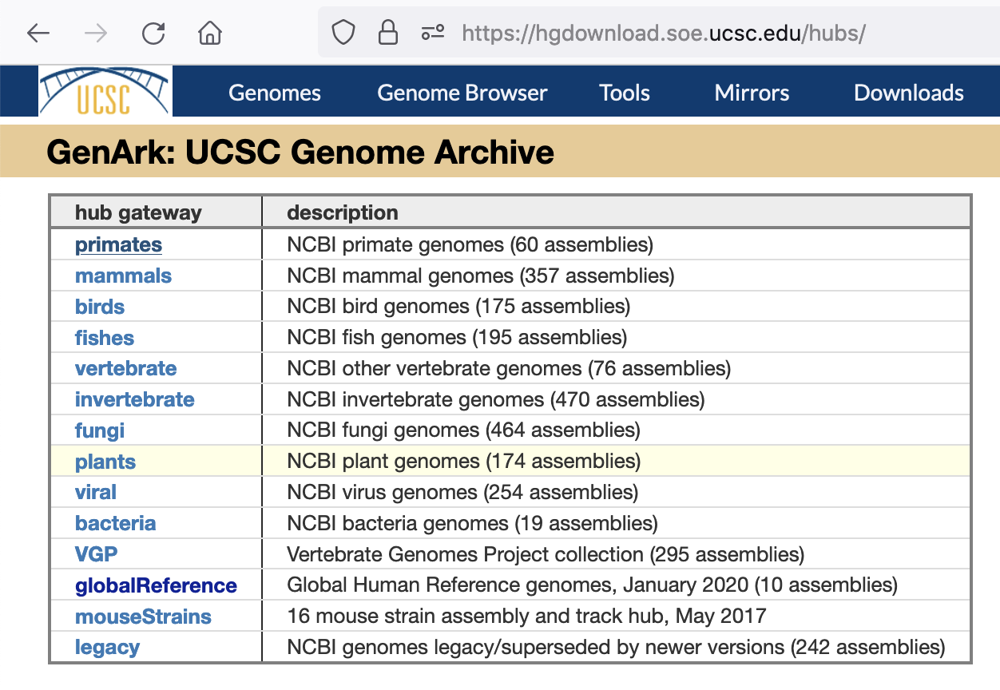 https://hgdownload.soe.ucsc.edu/hubs/
UCSC Genomes Genome Browser Tools Mirrors Downloads
GenArk: UCSC Genome Archive
hub gateway description
primates NCBI primate genomes (60 assemblies)
mammals NCBI mammal genomes (357 assemblies)
birds NCBI bird genomes (175 assemblies)
fishes NCBI fish genomes (195 assemblies)
vertebrate NCBI other vertebrate genomes (76 assemblies)
invertebrate NCBI invertebrate genomes (470 assemblies)
fungi NCBI fungi genomes (464 assemblies)
plants NCBI plant genomes (174 assemblies)
viral NCBI virus genomes (254 assemblies)
bacteria NCBI bacteria genomes (19 assemblies)
VGP Vertebrate Genomes Project collection (295 assemblies)
globalReference Global Human Reference genomes, January 2020 (10 assemblies)
mouseStrains 16 mouse strain assembly and track hub, May 2017
legacy NCBI genomes legacy/superseded by newer versions (242 assemblies)